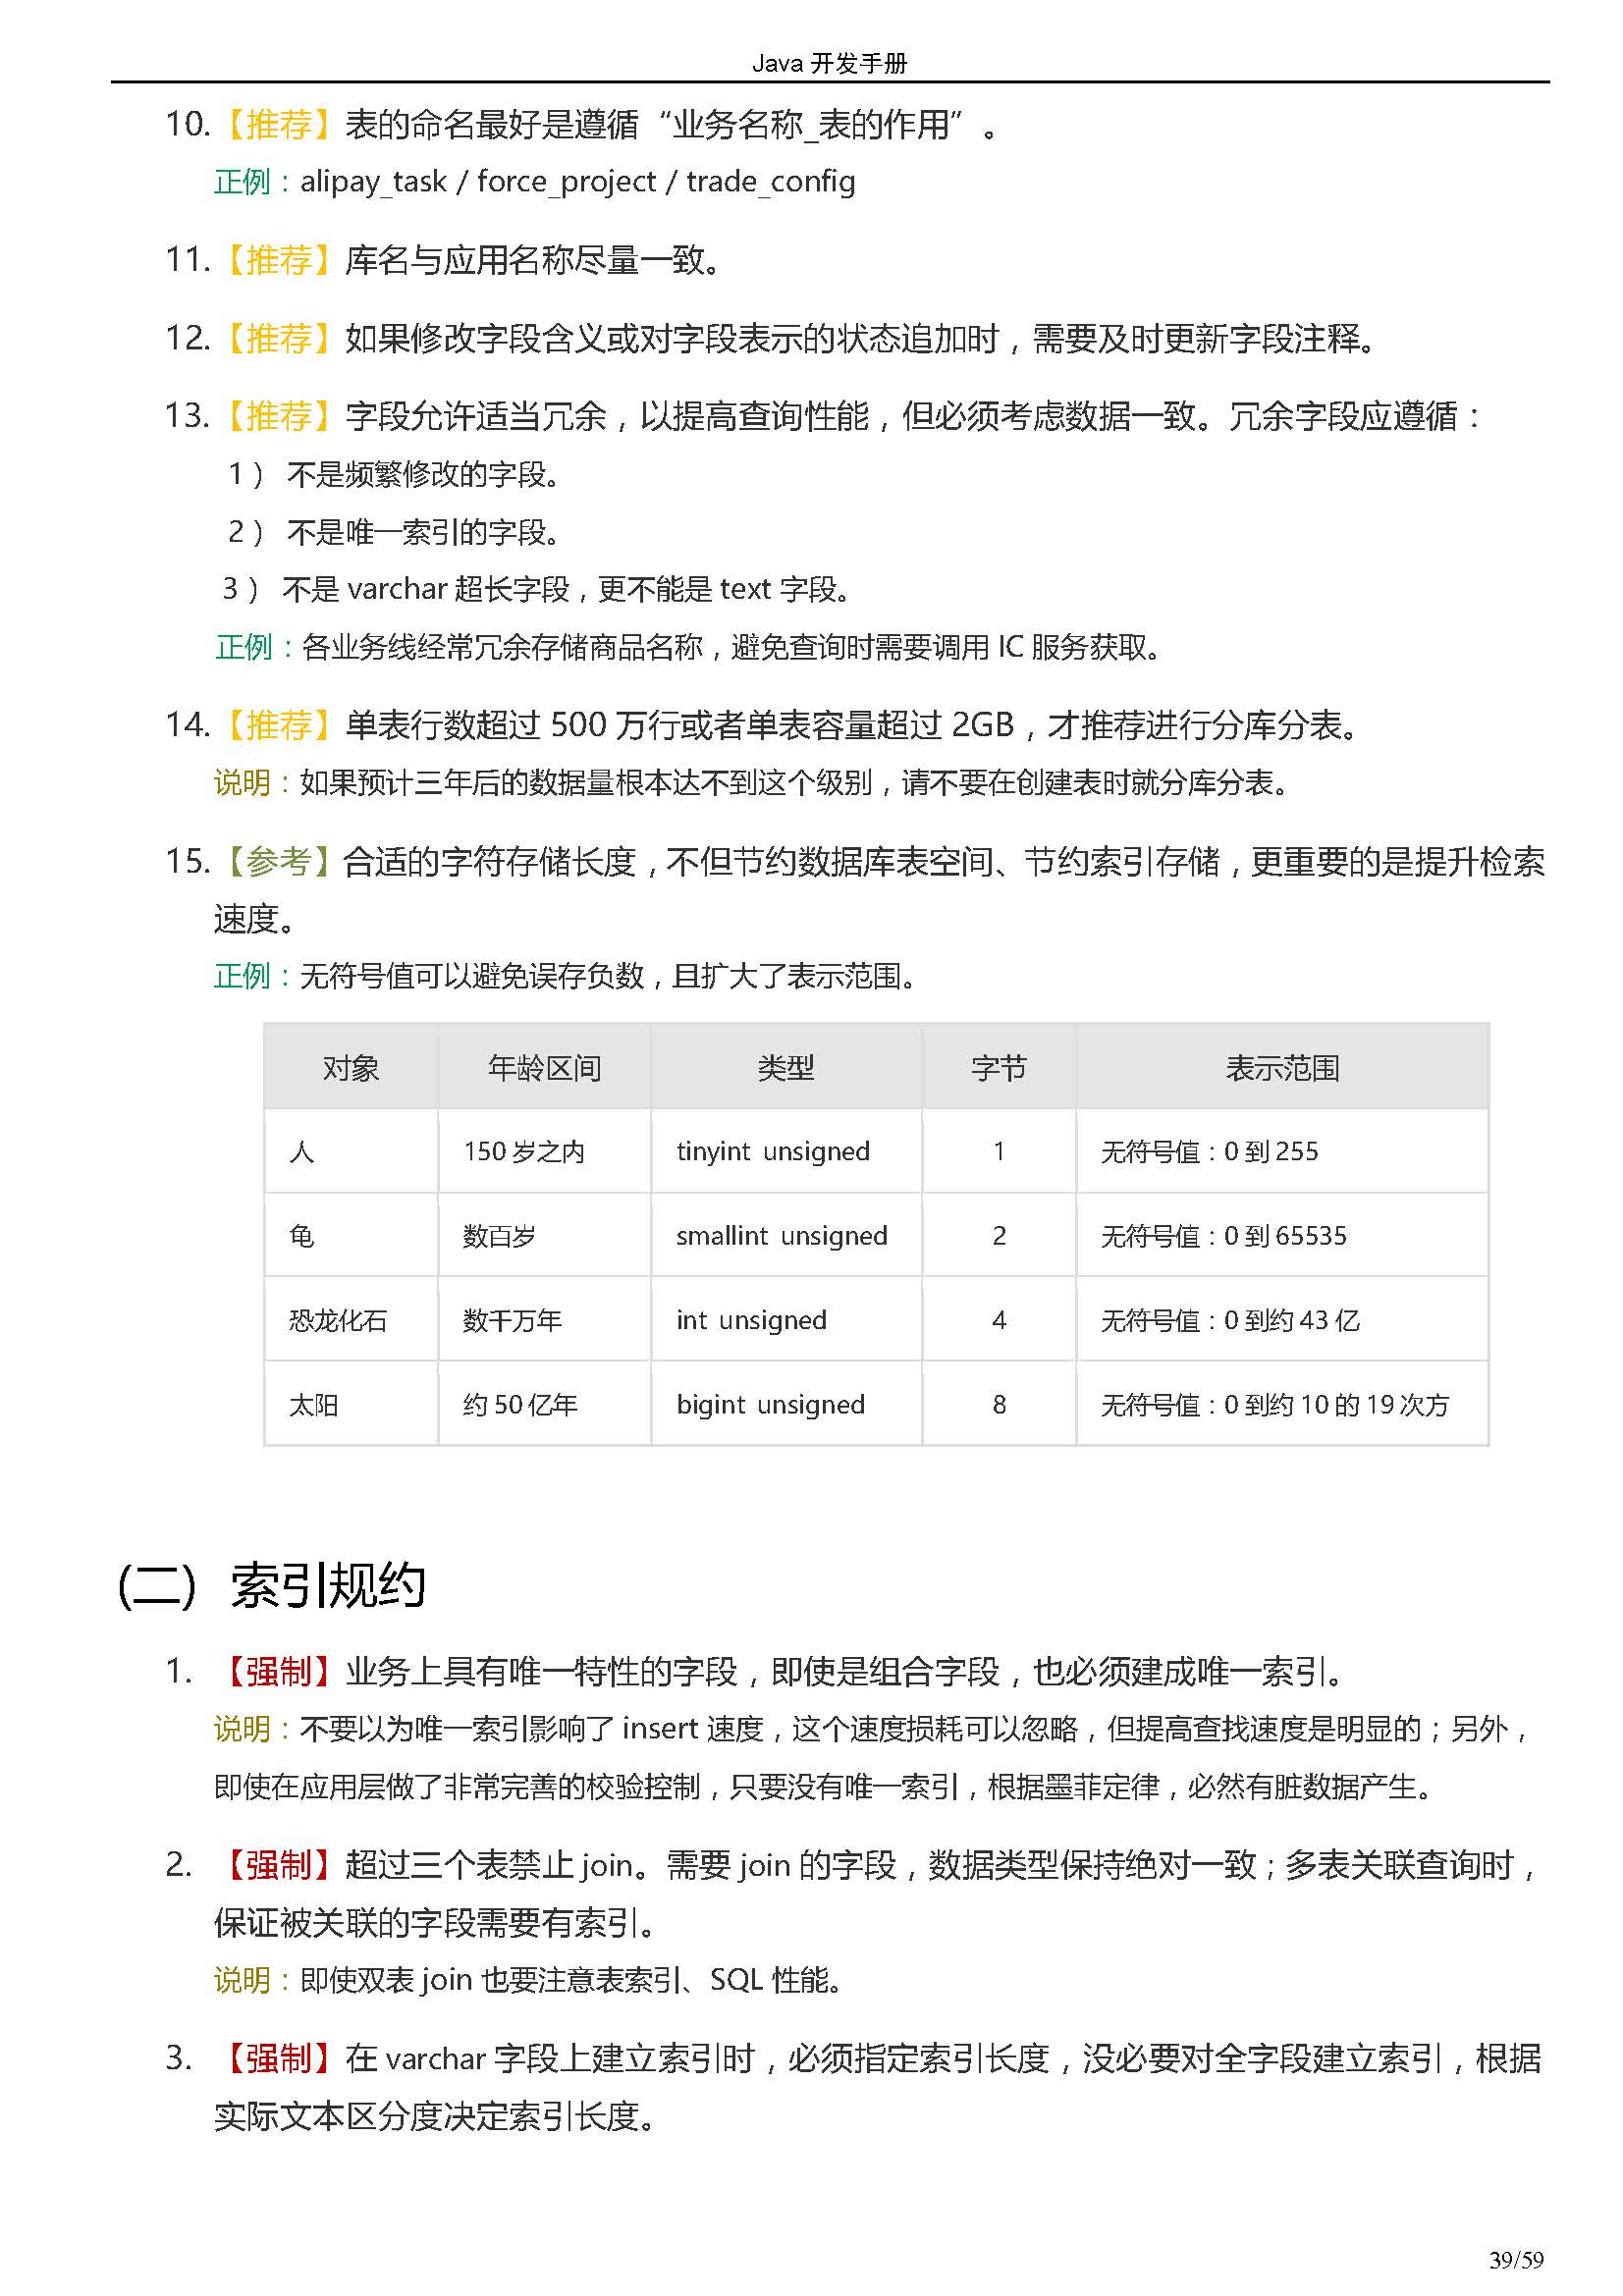 Java 开发手册
10.【推荐】表的命名最好是遵循“业务名称_表的作用”。
正例：alipay_task / force_project / trade_config
11.【推荐】库名与应用名称尽量一致。
12.【推荐】如果修改字段含义或对字段表示的状态追加时，需要及时更新字段注释。
13.【推荐】字段允许适当冗余，以提高查询性能，但必须考虑数据一致。冗余字段应遵循：
1） 不是频繁修改的字段。
2） 不是唯一索引的字段。
3） 不是 varchar 超长字段，更不能是 text 字段。
正例：各业务线经常冗余存储商品名称，避免查询时需要调用 IC 服务获取。
14.【推荐】单表行数超过 500 万行或者单表容量超过 2GB，才推荐进行分库分表。
说明：如果预计三年后的数据量根本达不到这个级别，请不要在创建表时就分库分表。
15.【参考】合适的字符存储长度，不但节约数据库表空间、节约索引存储，更重要的是提升检索
速度。
正例：无符号值可以避免误存负数，且扩大了表示范围。
对象 年龄区间 类型 字节 表示范围
人 150 岁之内 tinyint unsigned 1 无符号值：0 到 255
龟 数百岁 smallint unsigned 2 无符号值：0 到 65535
恐龙化石 数千万年 int unsigned 4 无符号值：0 到约 43 亿
太阳 约 50 亿年 bigint unsigned 8 无符号值：0 到约 10 的 19 次方
(二) 索引规约
1. 【强制】业务上具有唯一特性的字段，即使是组合字段，也必须建成唯一索引。
说明：不要以为唯一索引影响了 insert 速度，这个速度损耗可以忽略，但提高查找速度是明显的；另外，
即使在应用层做了非常完善的校验控制，只要没有唯一索引，根据墨菲定律，必然有脏数据产生。
2. 【强制】超过三个表禁止 join。需要 join 的字段，数据类型保持绝对一致；多表关联查询时，
保证被关联的字段需要有索引。
说明：即使双表 join 也要注意表索引、SQL 性能。
3. 【强制】在 varchar 字段上建立索引时，必须指定索引长度，没必要对全字段建立索引，根据
实际文本区分度决定索引长度。
39/59